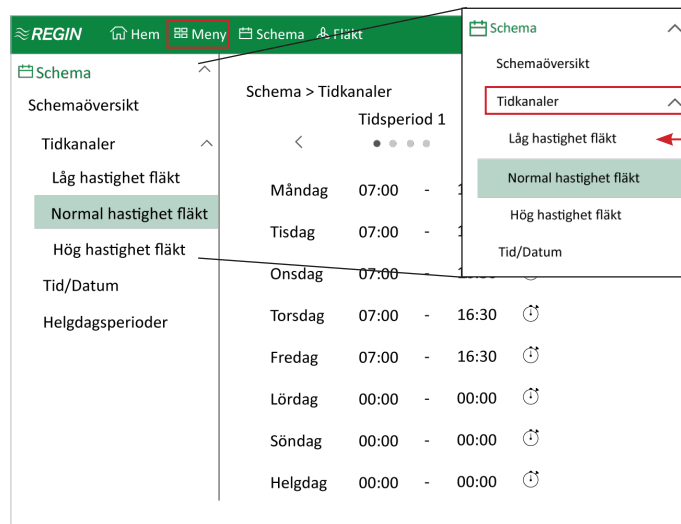 REGIN Hem Meny Schema Fläkt
Schema
Schemaöversikt
Tidkanaler
Låg hastighet fläkt
Normal hastighet fläkt
Hög hastighet fläkt
Tid/Datum
Helgdagsperioder
Schema > Tidkanaler
Tidsperiod 1
Måndag 07:00 -
Tisdag 07:00 -
Onsdag 07:00 -
Torsdag 07:00 - 16:30
Fredag 07:00 - 16:30
Lördag 00:00 - 00:00
Söndag 00:00 - 00:00
Helgdag 00:00 - 00:00
Schema
Schemaöversikt
Tidkanaler
Låg hastighet fläkt
Normal hastighet fläkt
Hög hastighet fläkt
Tid/Datum